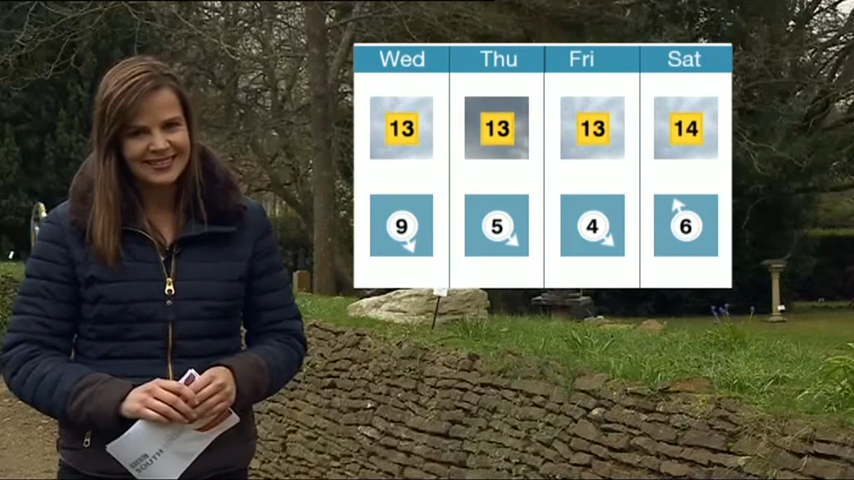 Wed Thu Fri Sat
13 13 13 14
9 5 4 6
BBC
SOUTH